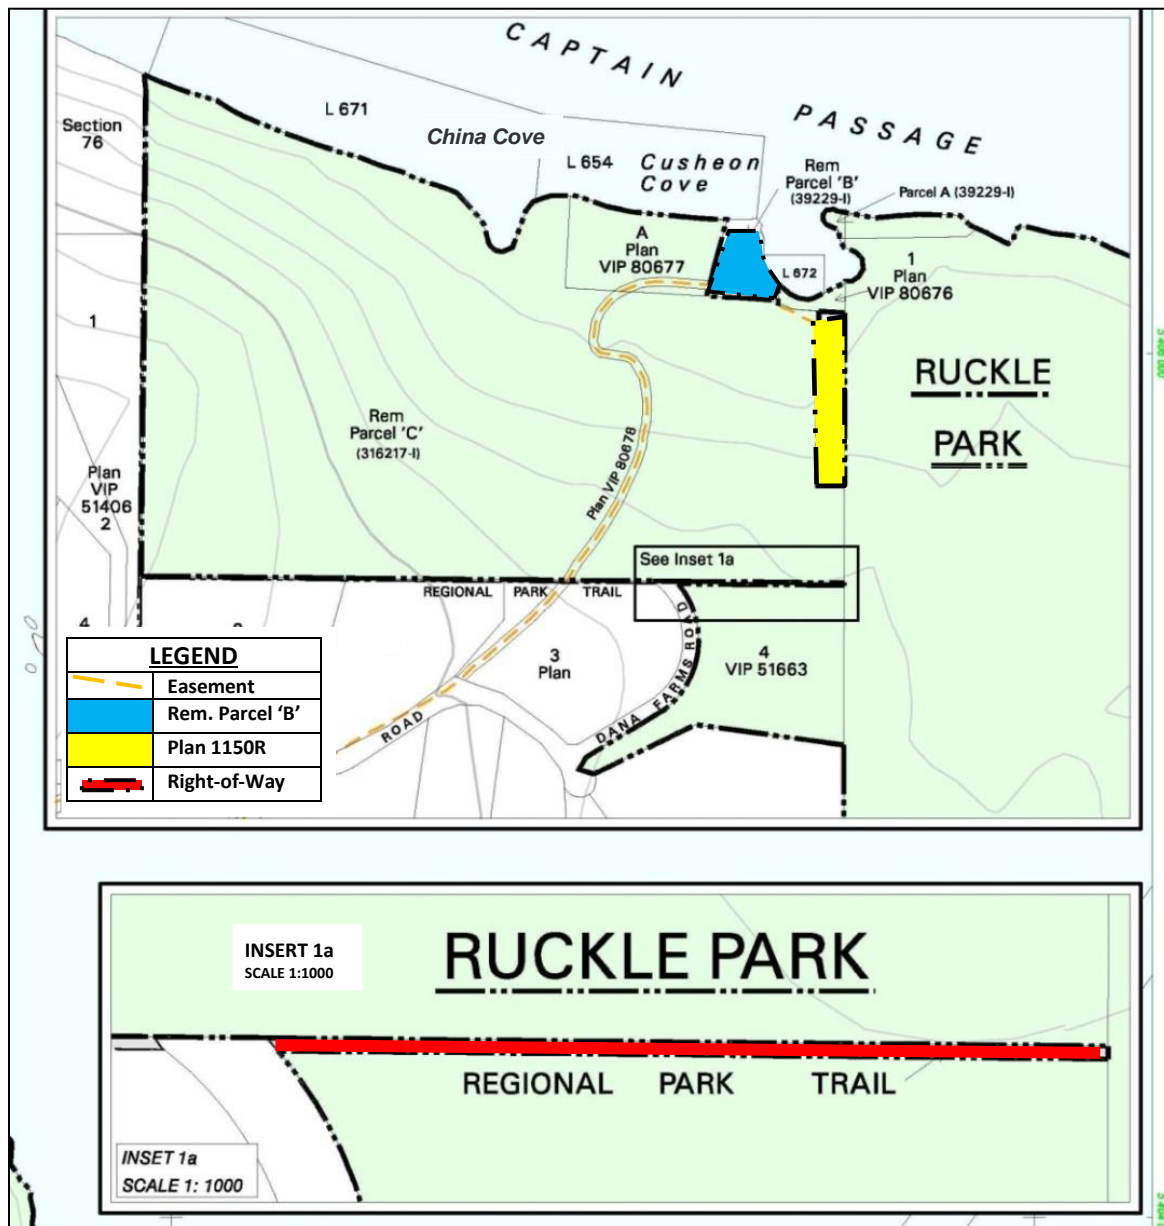 CAPTAIN
PASSAGE
L 671
China Cove
Section
76
L 654
Cusheon
Cove
Rem
Parcel 'B'
(39229-I)
Parcel A (39229-I)
A
Plan
VIP 80677
L 672
1
Plan
VIP 80676
1
RUCKLE
PARK
Rem
Parcel 'C'
(316217-I)
Plan VIP 80678
Plan
VIP
51406
2
See Inset 1a
REGIONAL PARK TRAIL
4
3
Plan
4
VIP 51663
DANA FARMS ROAD
ROAD
LEGEND
Easement
Rem. Parcel ‘B’
Plan 1150R
Right-of-Way
INSERT 1a
SCALE 1:1000
RUCKLE PARK
REGIONAL PARK TRAIL
INSET 1a
SCALE 1: 1000